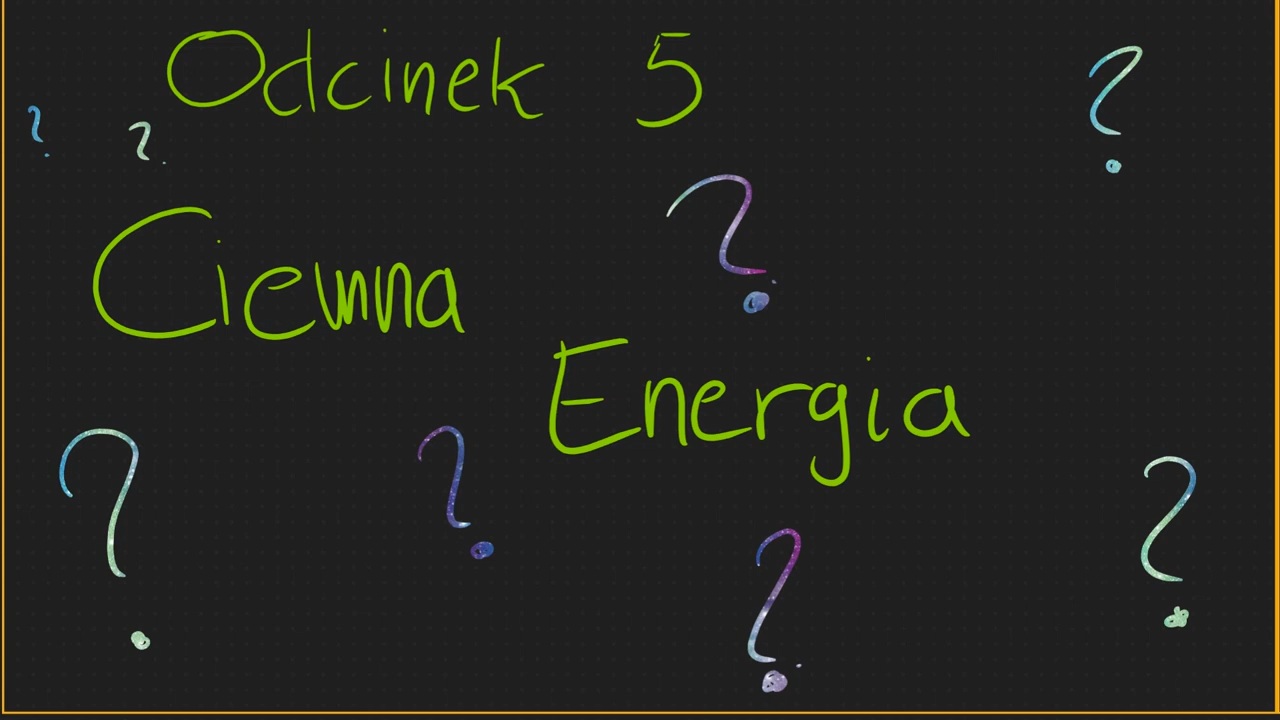 Odcinek 5
? ? ?
?
Ciemna
Energia
? ? ? ?